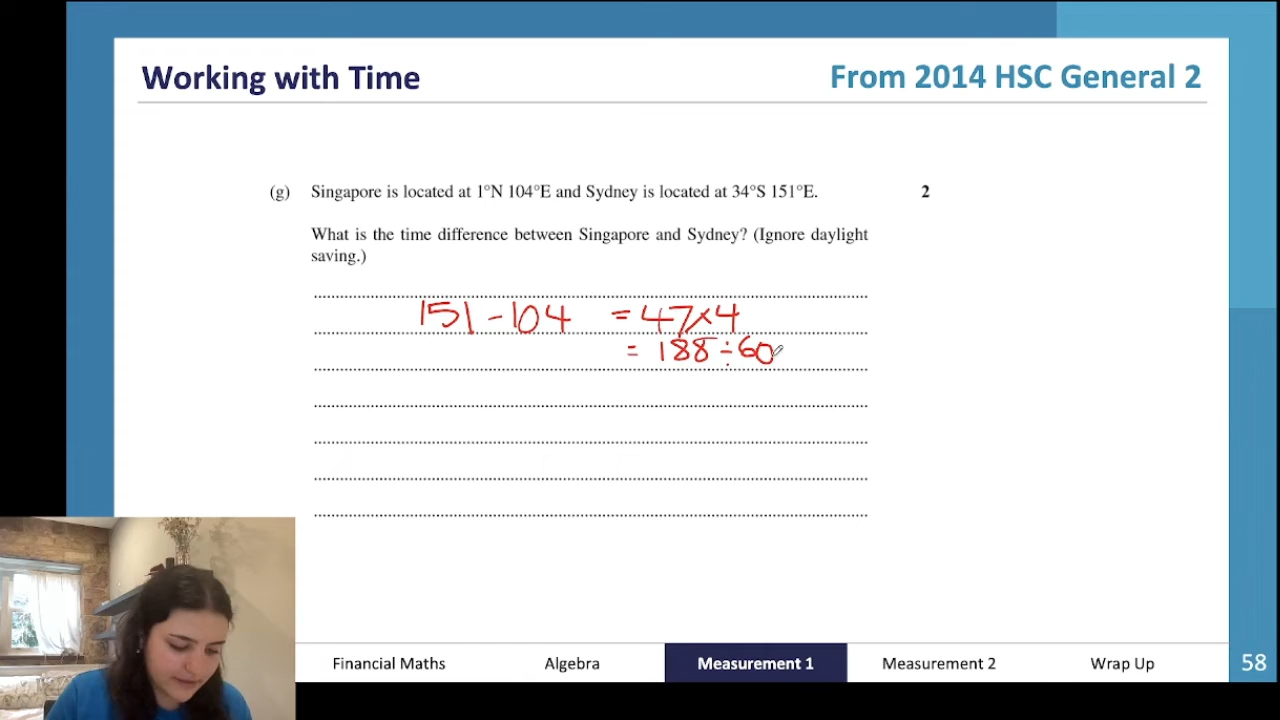 Working with Time
From 2014 HSC General 2
(g) Singapore is located at 1°N 104°E and Sydney is located at 34°S 151°E. 2
What is the time difference between Singapore and Sydney? (Ignore daylight
saving.)
151 - 104 = 47 × 4
= 188 ÷ 60
Financial Maths
Algebra
Measurement 1
Measurement 2
Wrap Up
58